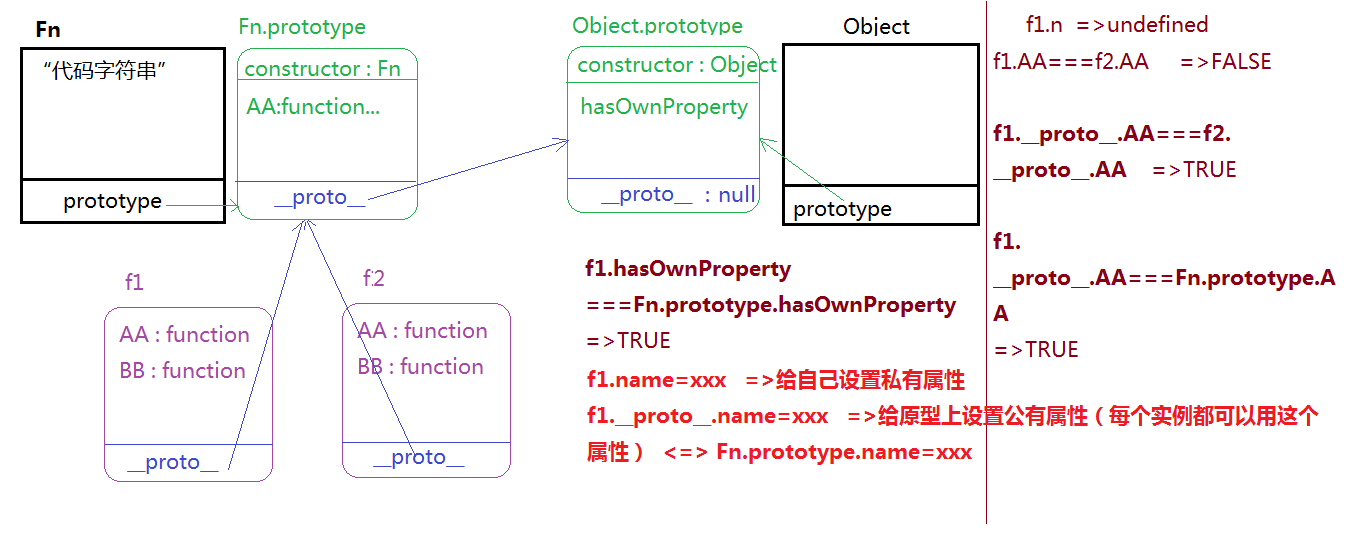 Fn
“代码字符串”
prototype
Fn.prototype
constructor : Fn
AA:function...
__proto__
Object.prototype
constructor : Object
hasOwnProperty
__proto__ : null
Object
prototype
f1
AA : function
BB : function
__proto__
f2
AA : function
BB : function
__proto__
f1.hasOwnProperty
===Fn.prototype.hasOwnProperty
=>TRUE
f1.name=xxx =>给自己设置私有属性
f1.__proto__.name=xxx =>给原型上设置公有属性（每个实例都可以用这个
属性） <=> Fn.prototype.name=xxx
f1.n =>undefined
f1.AA===f2.AA =>FALSE
f1.__proto__.AA===f2.
__proto__.AA =>TRUE
f1.
__proto__.AA===Fn.prototype.A
A
=>TRUE